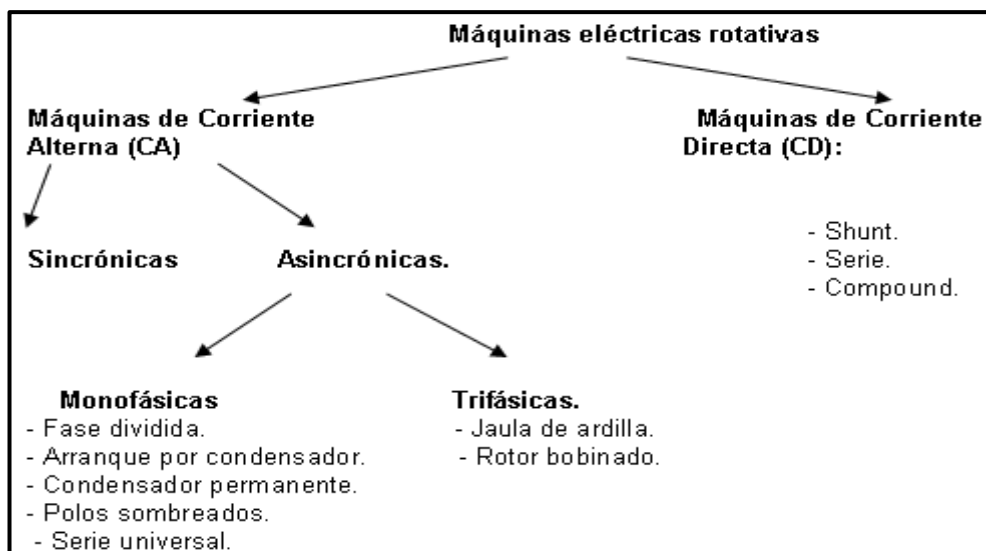 Máquinas eléctricas rotativas
Máquinas de Corriente
Alterna (CA)
Máquinas de Corriente
Directa (CD):
Sincrónicas
Asincrónicas.
- Shunt.
- Serie.
- Compound.
Monofásicas
- Fase dividida.
- Arranque por condensador.
- Condensador permanente.
- Polos sombreados.
- Serie universal.
Trifásicas.
- Jaula de ardilla.
- Rotor bobinado.